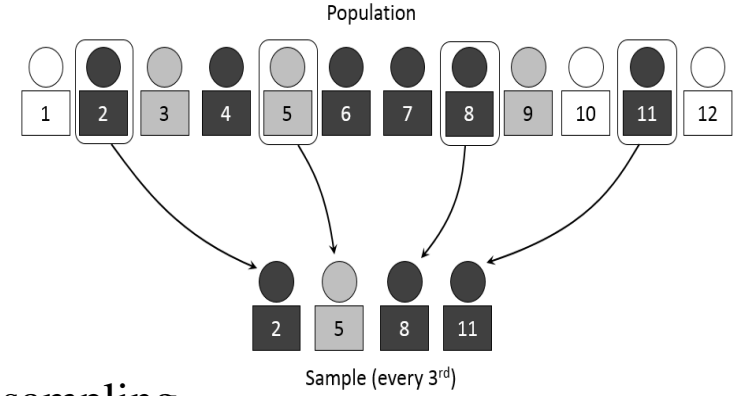 Population
1 2 3 4 5 6 7 8 9 10 11 12
2 5 8 11
Sample (every 3rd)
sampling